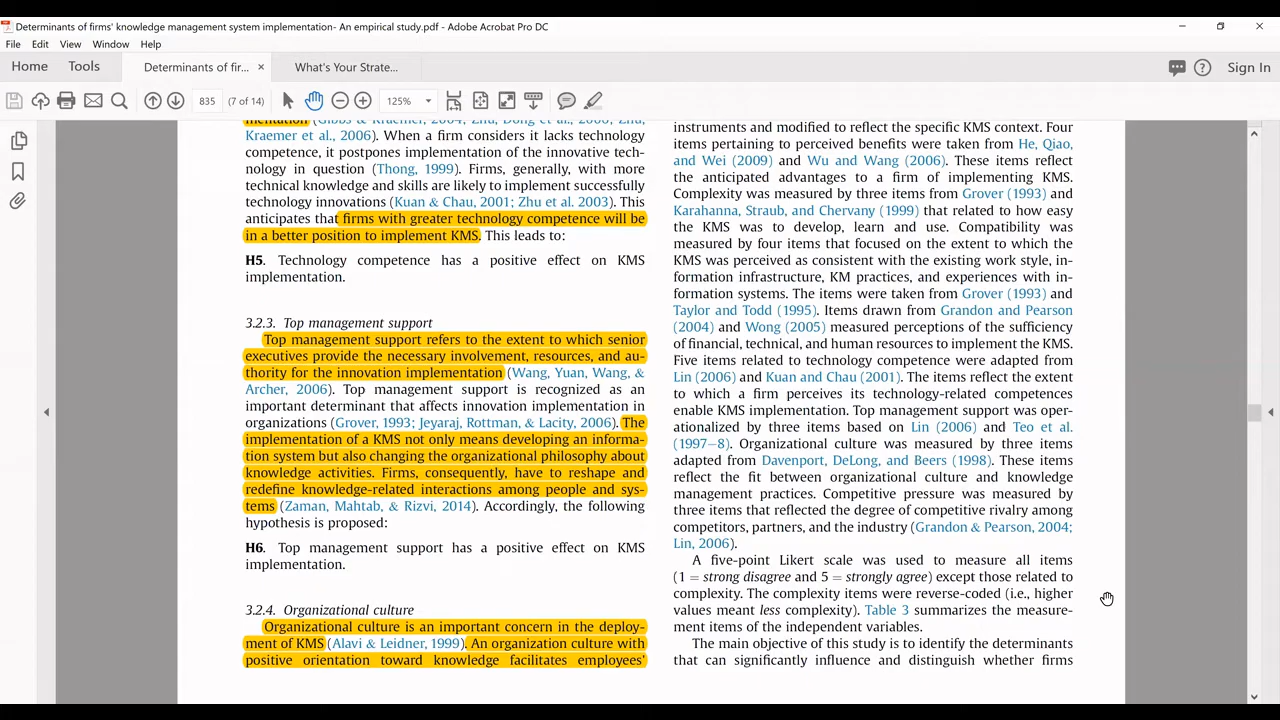 Determinants of firms' knowledge management system implementation- An empirical study.pdf - Adobe Acrobat Pro DC
File Edit View Window Help
Home Tools Determinants of fir... × What's Your Strate... Sign In
835 (7 of 14) 125%
mentation (Gibbs & Kraemer, 2004; Zhu, Dong et al., 2006; Zhu,
Kraemer et al., 2006). When a firm considers it lacks technology
competence, it postpones implementation of the innovative tech-
nology in question (Thong, 1999). Firms, generally, with more
technical knowledge and skills are likely to implement successfully
technology innovations (Kuan & Chau, 2001; Zhu et al. 2003). This
anticipates that firms with greater technology competence will be
in a better position to implement KMS. This leads to:
H5. Technology competence has a positive effect on KMS
implementation.
3.2.3. Top management support
Top management support refers to the extent to which senior
executives provide the necessary involvement, resources, and au-
thority for the innovation implementation (Wang, Yuan, Wang, &
Archer, 2006). Top management support is recognized as an
important determinant that affects innovation implementation in
organizations (Grover, 1993; Jeyaraj, Rottman, & Lacity, 2006). The
implementation of a KMS not only means developing an informa-
tion system but also changing the organizational philosophy about
knowledge activities. Firms, consequently, have to reshape and
redefine knowledge-related interactions among people and sys-
tems (Zaman, Mahtab, & Rizvi, 2014). Accordingly, the following
hypothesis is proposed:
H6. Top management support has a positive effect on KMS
implementation.
3.2.4. Organizational culture
Organizational culture is an important concern in the deploy-
ment of KMS (Alavi & Leidner, 1999). An organization culture with
positive orientation toward knowledge facilitates employees'
instruments and modified to reflect the specific KMS context. Four
items pertaining to perceived benefits were taken from He, Qiao,
and Wei (2009) and Wu and Wang (2006). These items reflect
the anticipated advantages to a firm of implementing KMS.
Complexity was measured by three items from Grover (1993) and
Karahanna, Straub, and Chervany (1999) that related to how easy
the KMS was to develop, learn and use. Compatibility was
measured by four items that focused on the extent to which the
KMS was perceived as consistent with the existing work style, in-
formation infrastructure, KM practices, and experiences with in-
formation systems. The items were taken from Grover (1993) and
Taylor and Todd (1995). Items drawn from Grandon and Pearson
(2004) and Wong (2005) measured perceptions of the sufficiency
of financial, technical, and human resources to implement the KMS.
Five items related to technology competence were adapted from
Lin (2006) and Kuan and Chau (2001). The items reflect the extent
to which a firm perceives its technology-related competences
enable KMS implementation. Top management support was oper-
ationalized by three items based on Lin (2006) and Teo et al.
(1997–8). Organizational culture was measured by three items
adapted from Davenport, DeLong, and Beers (1998). These items
reflect the fit between organizational culture and knowledge
management practices. Competitive pressure was measured by
three items that reflected the degree of competitive rivalry among
competitors, partners, and the industry (Grandon & Pearson, 2004;
Lin, 2006).
A five-point Likert scale was used to measure all items
(1 = strong disagree and 5 = strongly agree) except those related to
complexity. The complexity items were reverse-coded (i.e., higher
values meant less complexity). Table 3 summarizes the measure-
ment items of the independent variables.
The main objective of this study is to identify the determinants
that can significantly influence and distinguish whether firms